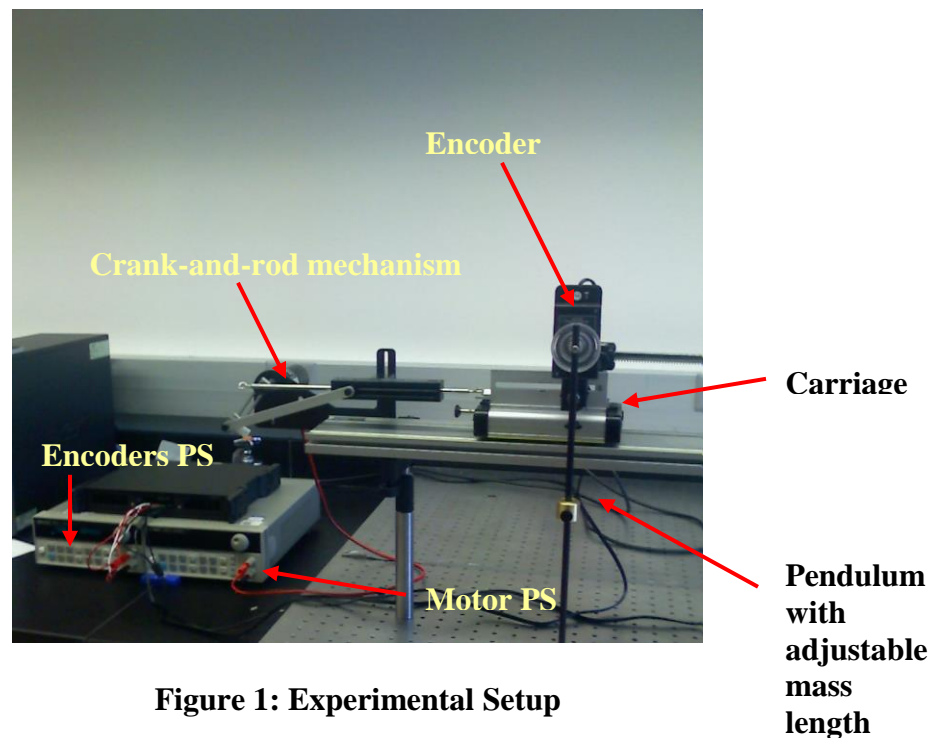 Encoder
Crank-and-rod mechanism
Carriage
Encoders PS
Motor PS
Pendulum
with
adjustable
mass
length
Figure 1: Experimental Setup